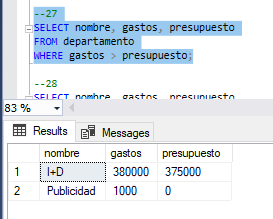 --27
SELECT nombre, gastos, presupuesto
FROM departamento
WHERE gastos > presupuesto;
--28
SELECT nombre, gastos, presupuesto
83 %
Results Messages
nombre gastos presupuesto
1 I+D 380000 375000
2 Publicidad 1000 0